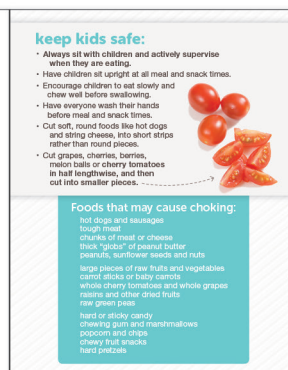 keep kids safe:
• Always sit with children and actively supervise
when they are eating.
• Have children sit upright at all meal and snack times.
• Encourage children to eat slowly and
chew well before swallowing.
• Have everyone wash their hands
before meal and snack times.
• Cut soft, round foods like hot dogs
and string cheese, into short strips
rather than round pieces.
• Cut grapes, cherries, berries,
melon balls or cherry tomatoes
in half lengthwise, and then
cut into smaller pieces.
Foods that may cause choking:
hot dogs and sausages
tough meat
chunks of meat or cheese
thick "globs" of peanut butter
peanuts, sunflower seeds and nuts
large pieces of raw fruits and vegetables
carrot sticks or baby carrots
whole cherry tomatoes and whole grapes
raisins and other dried fruits
raw green peas
hard or sticky candy
chewing gum and marshmallows
popcorn and chips
chewy fruit snacks
hard pretzels